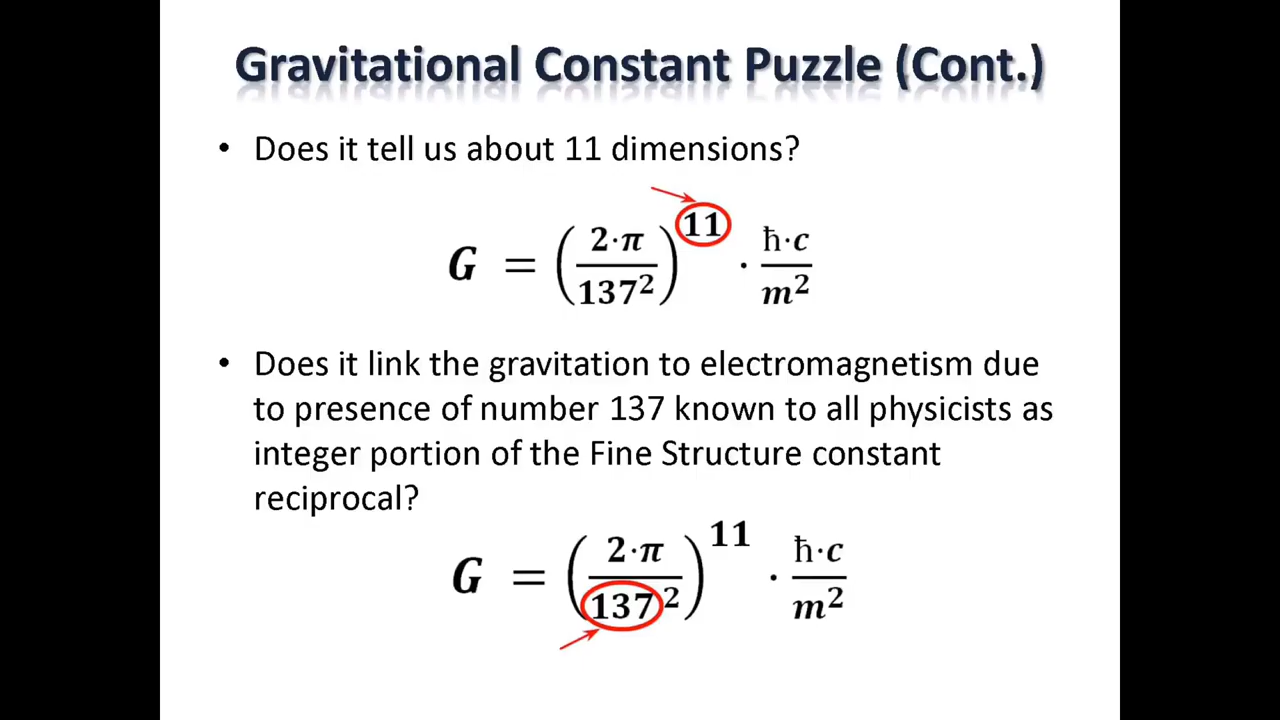 Gravitational Constant Puzzle (Cont.)
• Does it tell us about 11 dimensions?
G = (2·π / 137²)¹¹ · ħ·c / m²
• Does it link the gravitation to electromagnetism due
to presence of number 137 known to all physicists as
integer portion of the Fine Structure constant
reciprocal?
G = (2·π / 137²)¹¹ · ħ·c / m²